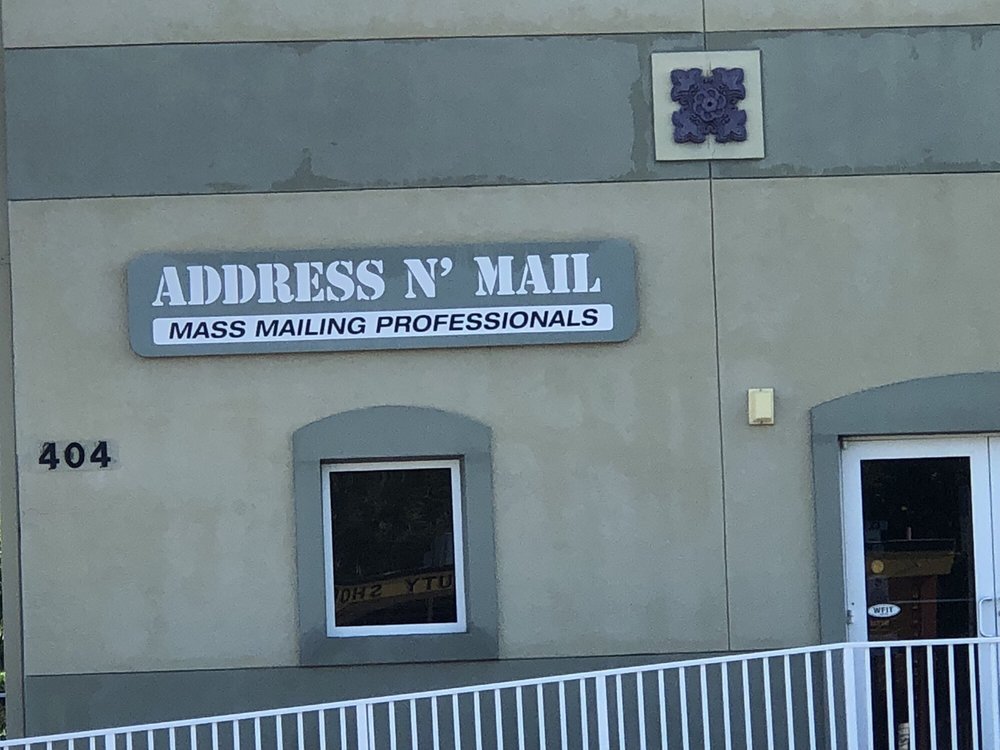 ADDRESS N' MAIL
MASS MAILING PROFESSIONALS
404
WFIT